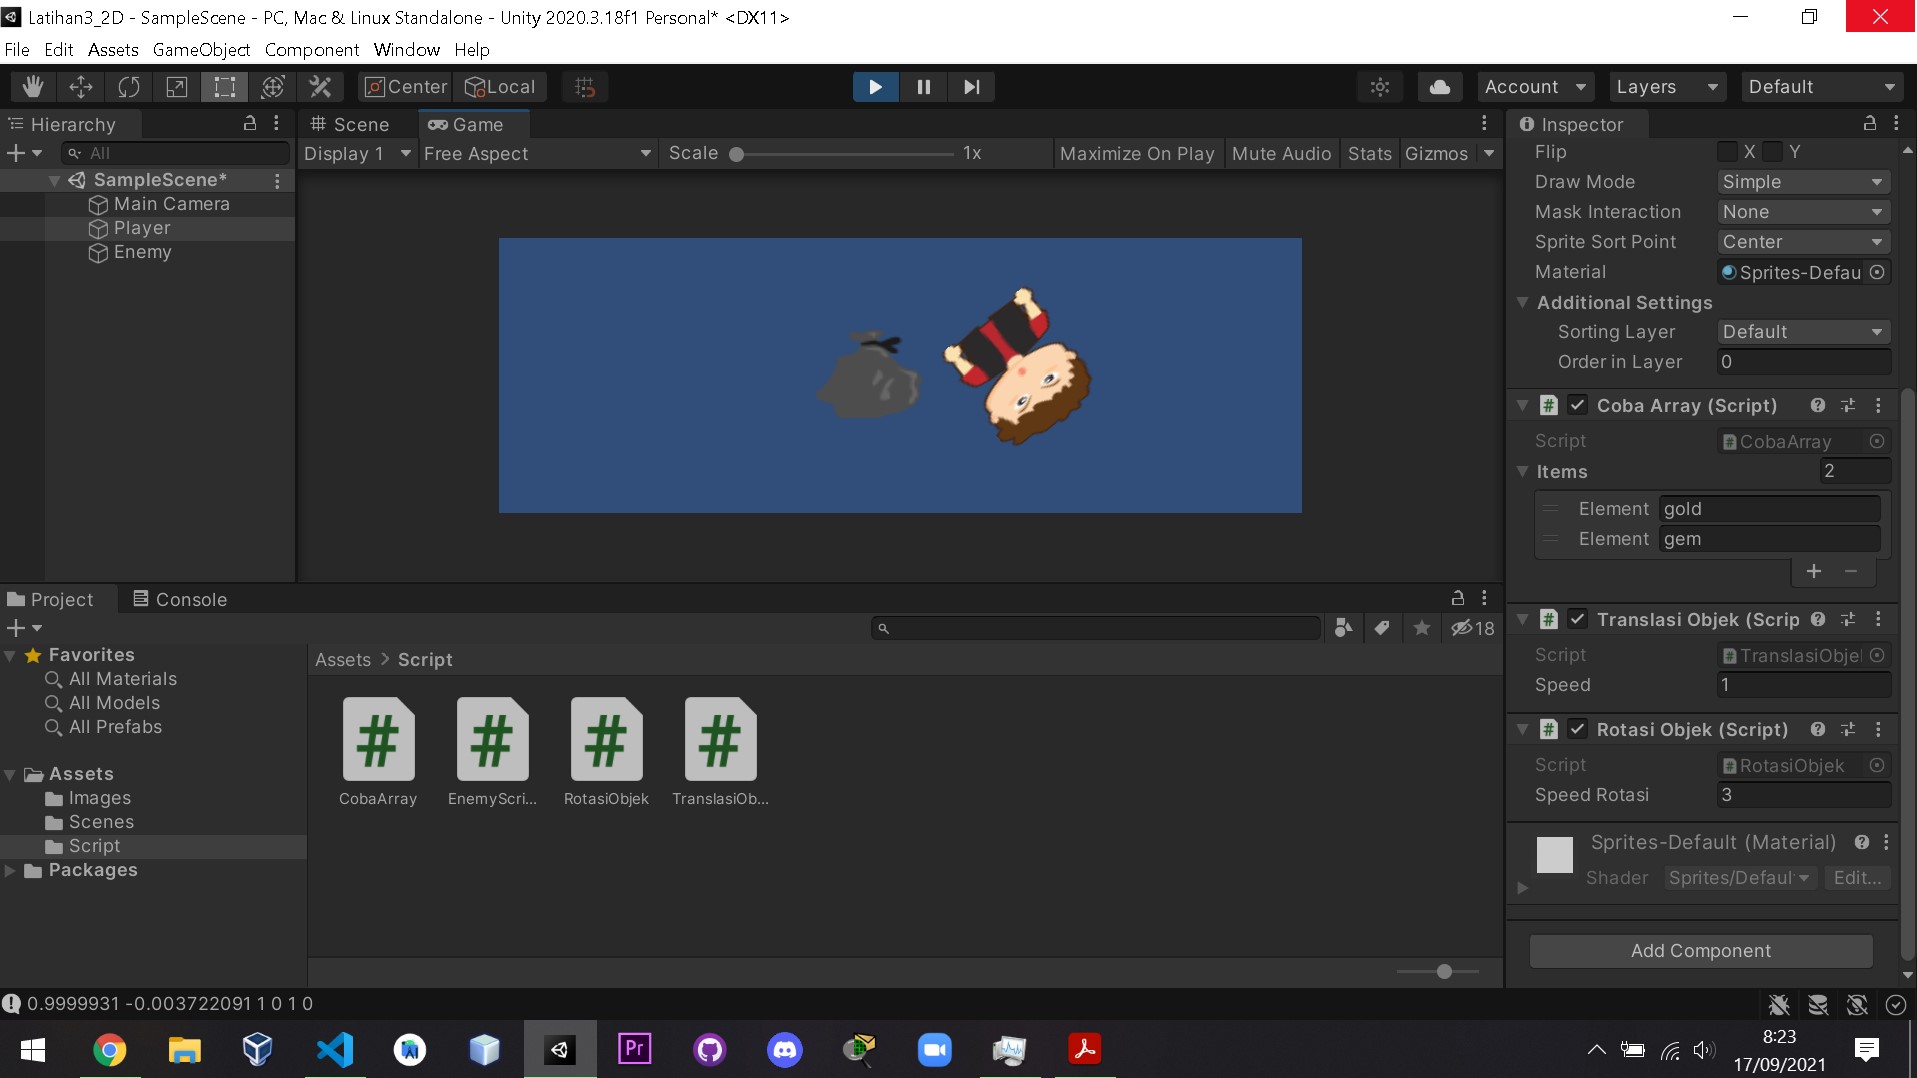 Latihan3_2D - SampleScene - PC, Mac & Linux Standalone - Unity 2020.3.18f1 Personal* <DX11>
File Edit Assets GameObject Component Window Help
Center Local Account Layers Default
Hierarchy
All
SampleScene*
Main Camera
Player
Enemy
Scene Game
Display 1 Free Aspect Scale 1x Maximize On Play Mute Audio Stats Gizmos
Inspector
Flip X Y
Draw Mode Simple
Mask Interaction None
Sprite Sort Point Center
Material Sprites-Defau
Additional Settings
Sorting Layer Default
Order in Layer 0
# Coba Array (Script)
Script CobaArray
Items 2
Element gold
Element gem
+ −
# Translasi Objek (Scrip
Script TranslasiObjel
Speed 1
# Rotasi Objek (Script)
Script RotasiObjek
Speed Rotasi 3
Sprites-Default (Material)
Shader Sprites/Defaul Edit...
Add Component
Project Console
18
Favorites
All Materials
All Models
All Prefabs
Assets
Images
Scenes
Script
Packages
Assets > Script
# # # #
CobaArray EnemyScri... RotasiObjek TranslasiOb...
0.9999931 -0.003722091 1 0 1 0
Pr
8:23
17/09/2021